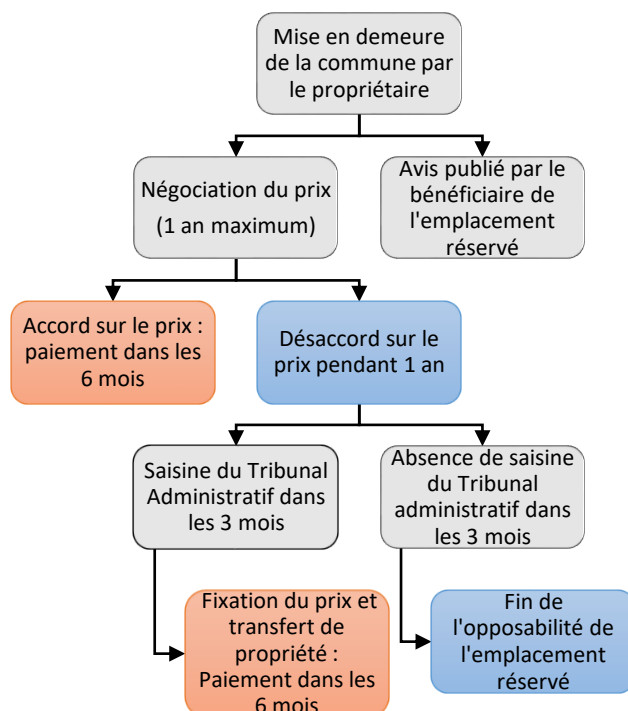 Mise en demeure
de la commune par
le propriétaire
Négociation du prix
(1 an maximum)
Avis publié par le
bénéficiaire de
l'emplacement
réservé
Accord sur le prix :
paiement dans les
6 mois
Désaccord sur le
prix pendant 1 an
Saisine du Tribunal
Administratif dans
les 3 mois
Absence de saisine
du Tribunal
administratif dans
les 3 mois
Fixation du prix et
transfert de
propriété :
Paiement dans les
6 mois
Fin de
l'opposabilité de
l'emplacement
réservé